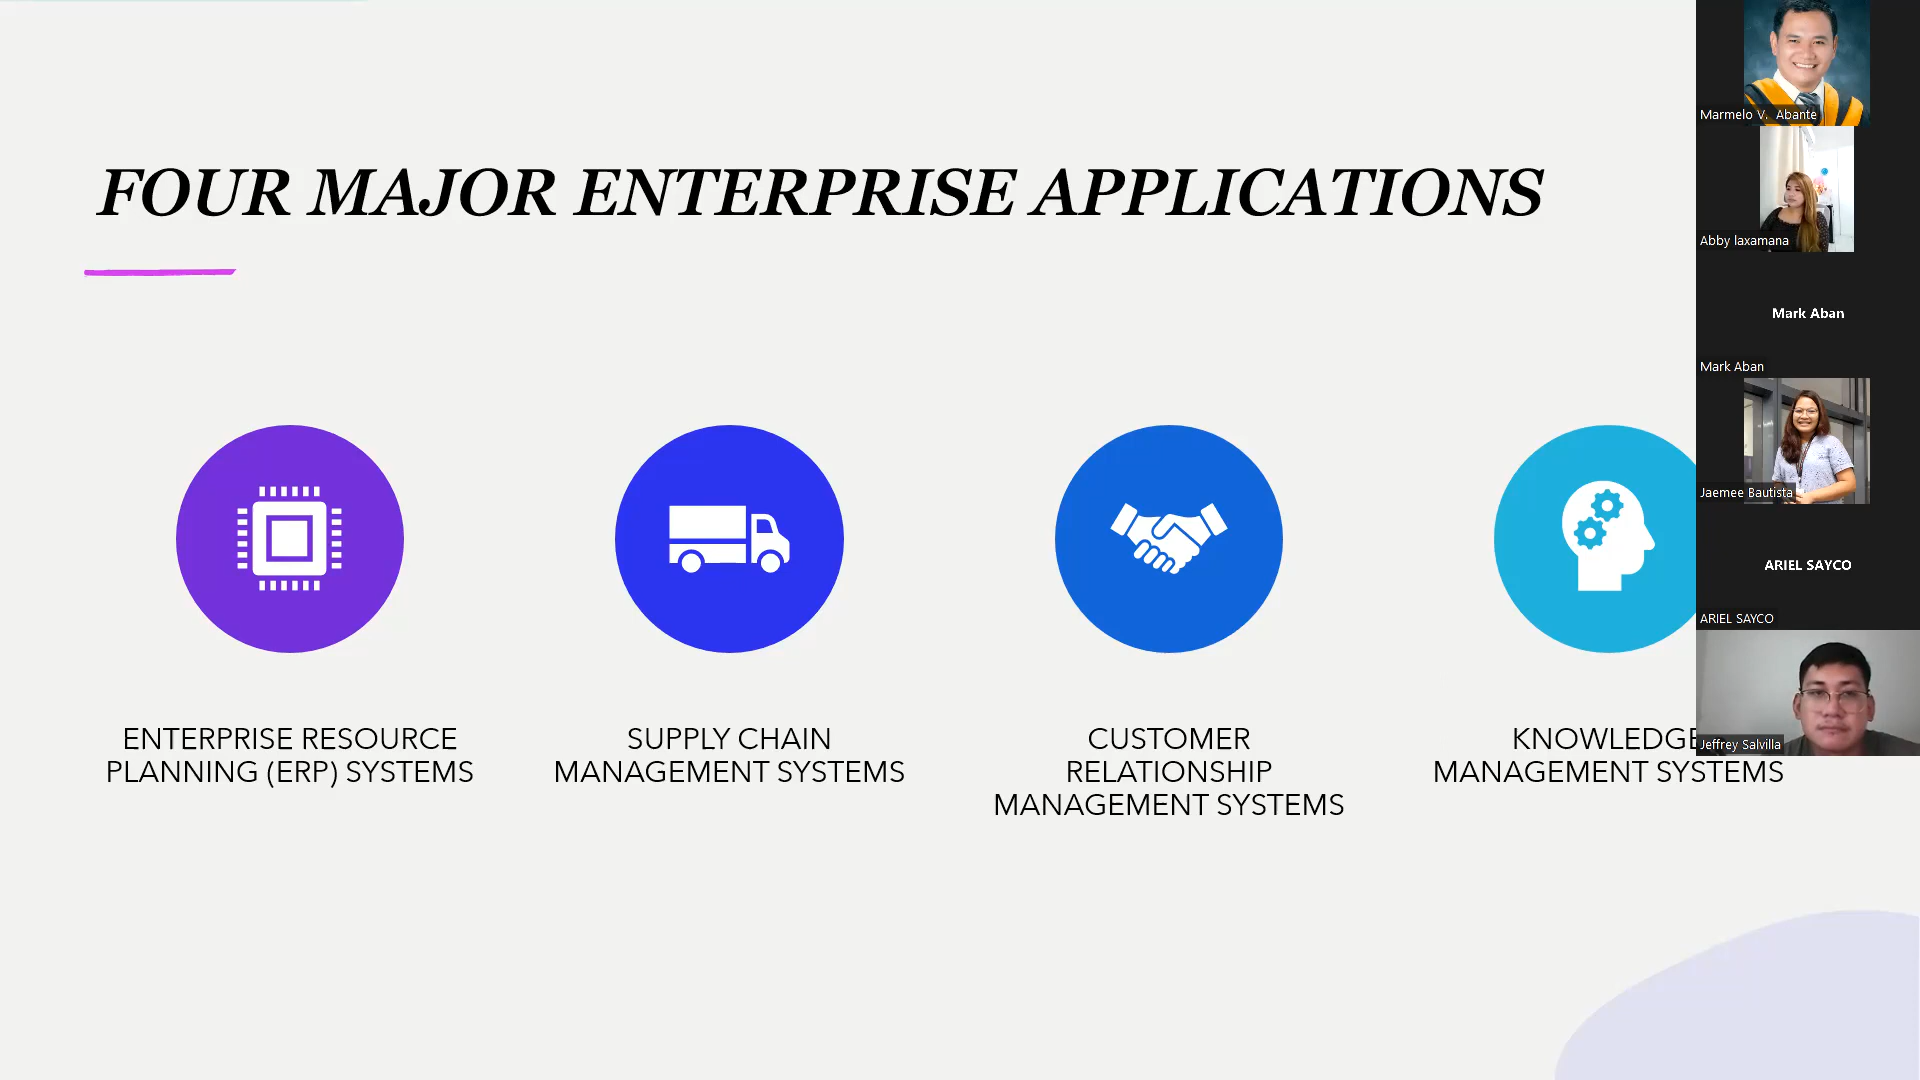 FOUR MAJOR ENTERPRISE APPLICATIONS
ENTERPRISE RESOURCE
PLANNING (ERP) SYSTEMS
SUPPLY CHAIN
MANAGEMENT SYSTEMS
CUSTOMER
RELATIONSHIP
MANAGEMENT SYSTEMS
KNOWLEDGE
MANAGEMENT SYSTEMS
Marmelo V. Abante
Abby laxamana
Mark Aban
Mark Aban
Jaemee Bautista
ARIEL SAYCO
ARIEL SAYCO
Jeffrey Salvilla